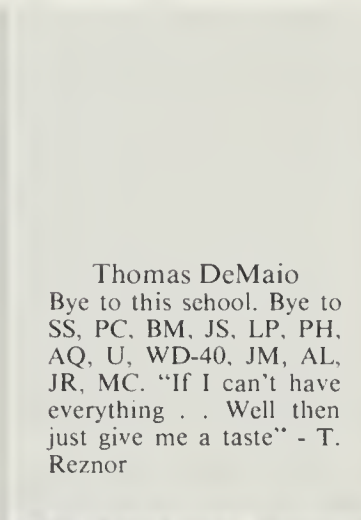 Thomas DeMaio
Bye to this school. Bye to
SS, PC, BM, JS, LP, PH,
AQ, U, WD-40, JM, AL,
JR, MC. "If I can't have
everything . . Well then
just give me a taste" - T.
Reznor